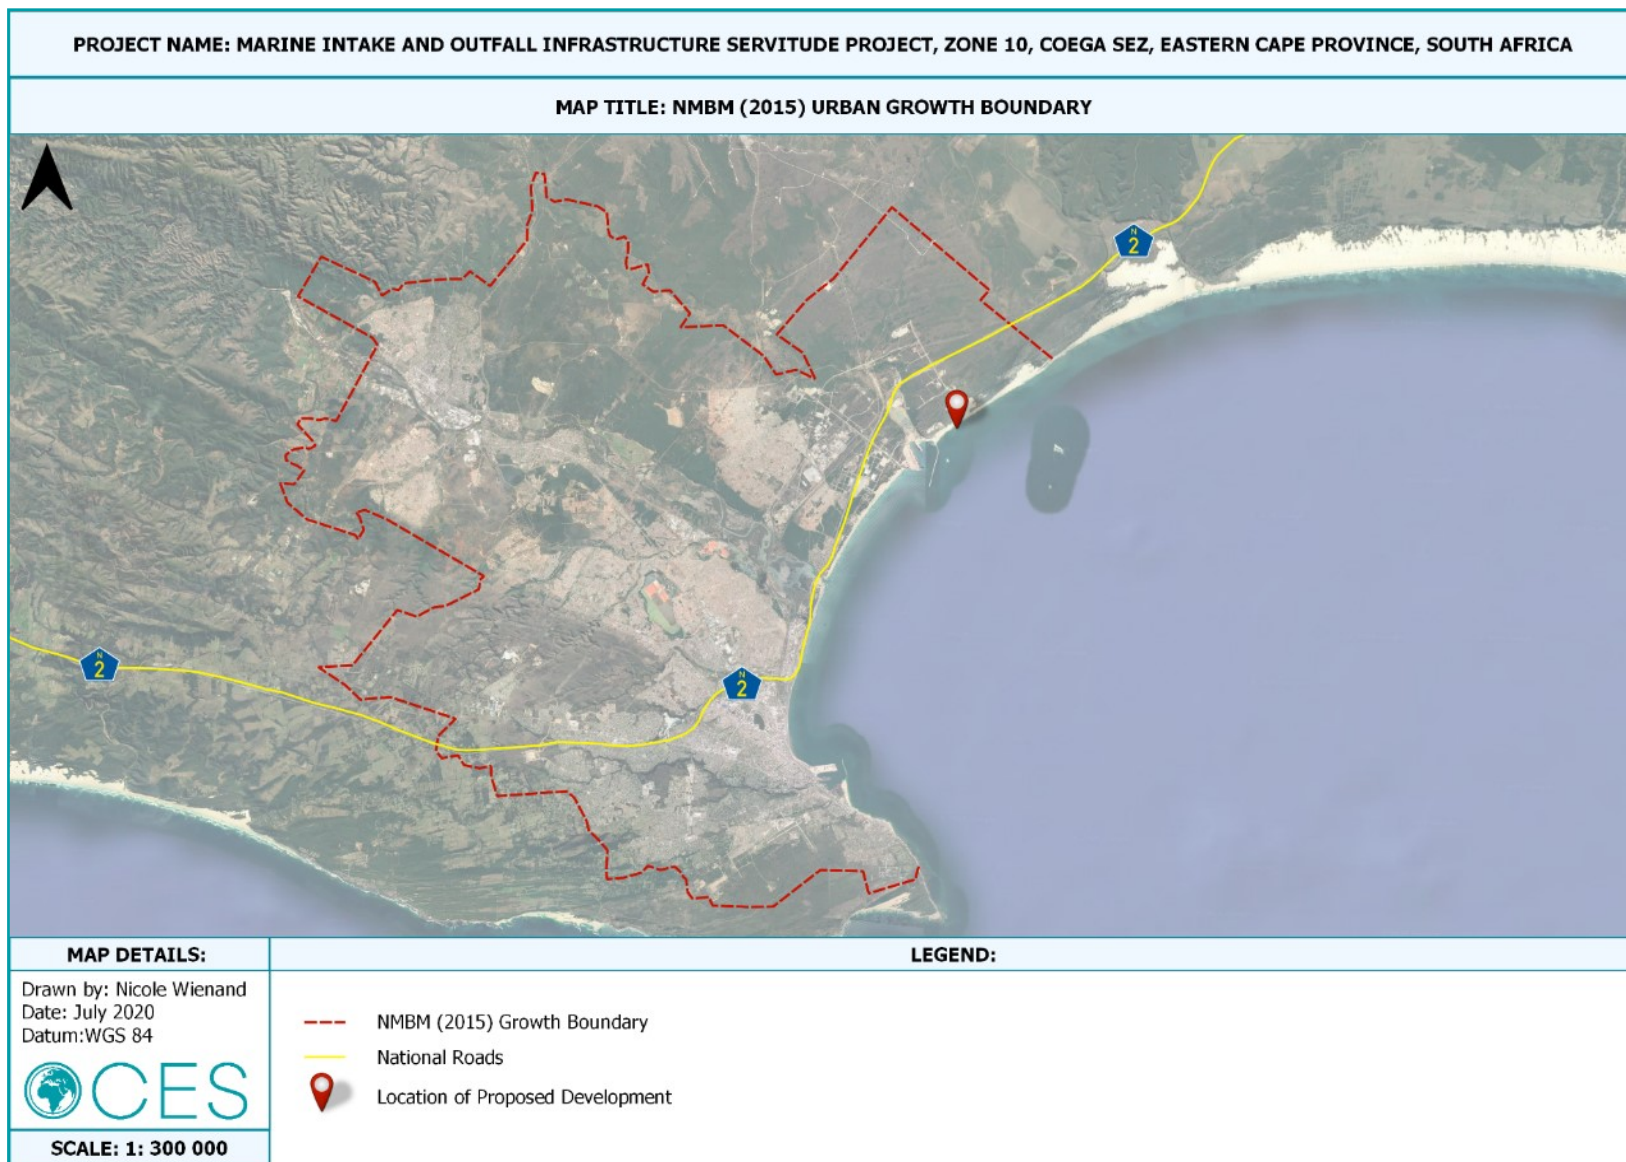 PROJECT NAME: MARINE INTAKE AND OUTFALL INFRASTRUCTURE SERVITUDE PROJECT, ZONE 10, COEGA SEZ, EASTERN CAPE PROVINCE, SOUTH AFRICA
MAP TITLE: NMBM (2015) URBAN GROWTH BOUNDARY
N
2
N
2
N
2
MAP DETAILS:
Drawn by: Nicole Wienand
Date: July 2020
Datum:WGS 84
CES
SCALE: 1: 300 000
LEGEND:
NMBM (2015) Growth Boundary
National Roads
Location of Proposed Development